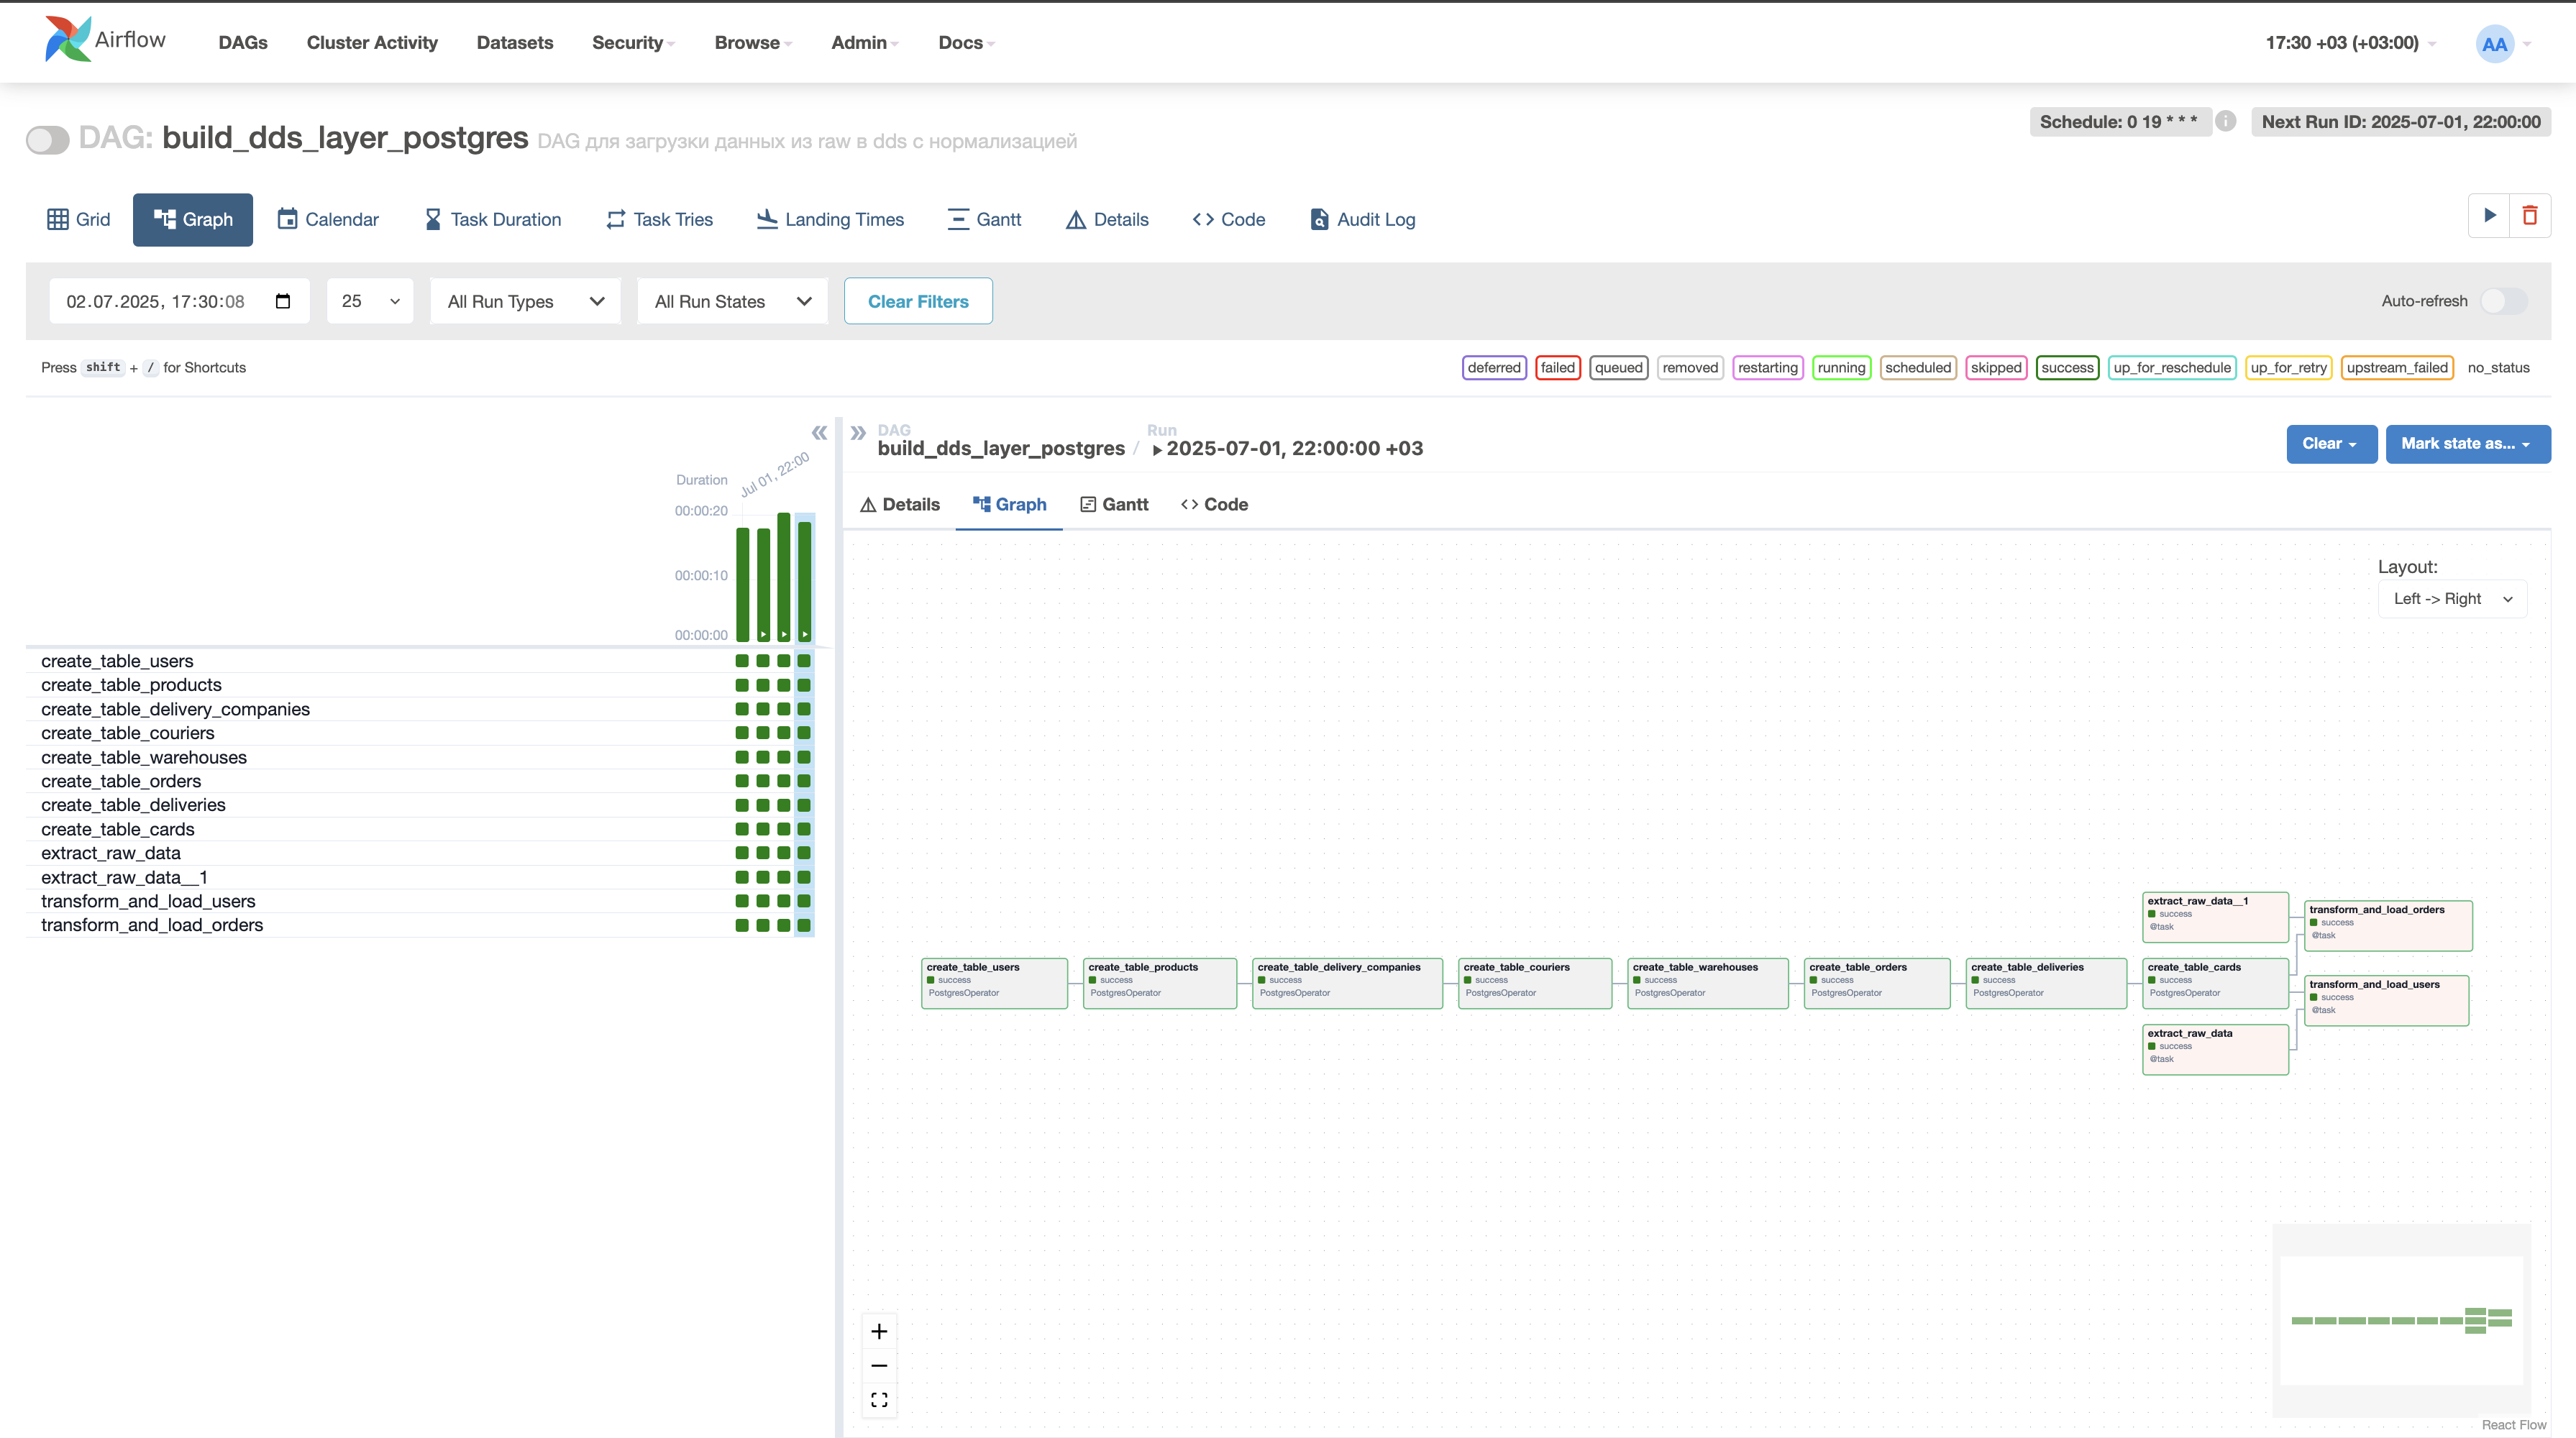 Airflow DAGs Cluster Activity Datasets Security Browse Admin Docs 17:30 +03 (+03:00) AA
DAG: build_dds_layer_postgres DAG для загрузки данных из raw в dds с нормализацией Schedule: 0 19 * * * i Next Run ID: 2025-07-01, 22:00:00
Grid Graph Calendar Task Duration Task Tries Landing Times Gantt Details Code Audit Log
02.07.2025, 17:30:08 25 All Run Types All Run States Clear Filters Auto-refresh
Press shift + / for Shortcuts deferred failed queued removed restarting running scheduled skipped success up_for_reschedule up_for_retry upstream_failed no_status
DAG Run
build_dds_layer_postgres / 2025-07-01, 22:00:00 +03
Clear Mark state as...
Details Graph Gantt Code
Layout:
Left -> Right
Jul 01, 22:00
Duration
00:00:20
00:00:10
00:00:00
create_table_users
create_table_products
create_table_delivery_companies
create_table_couriers
create_table_warehouses
create_table_orders
create_table_deliveries
create_table_cards
extract_raw_data
extract_raw_data__1
transform_and_load_users
transform_and_load_orders
create_table_users
success
PostgresOperator
create_table_products
success
PostgresOperator
create_table_delivery_companies
success
PostgresOperator
create_table_couriers
success
PostgresOperator
create_table_warehouses
success
PostgresOperator
create_table_orders
success
PostgresOperator
create_table_deliveries
success
PostgresOperator
extract_raw_data__1
success
@task
create_table_cards
success
PostgresOperator
extract_raw_data
success
@task
transform_and_load_orders
success
@task
transform_and_load_users
success
@task
React Flow